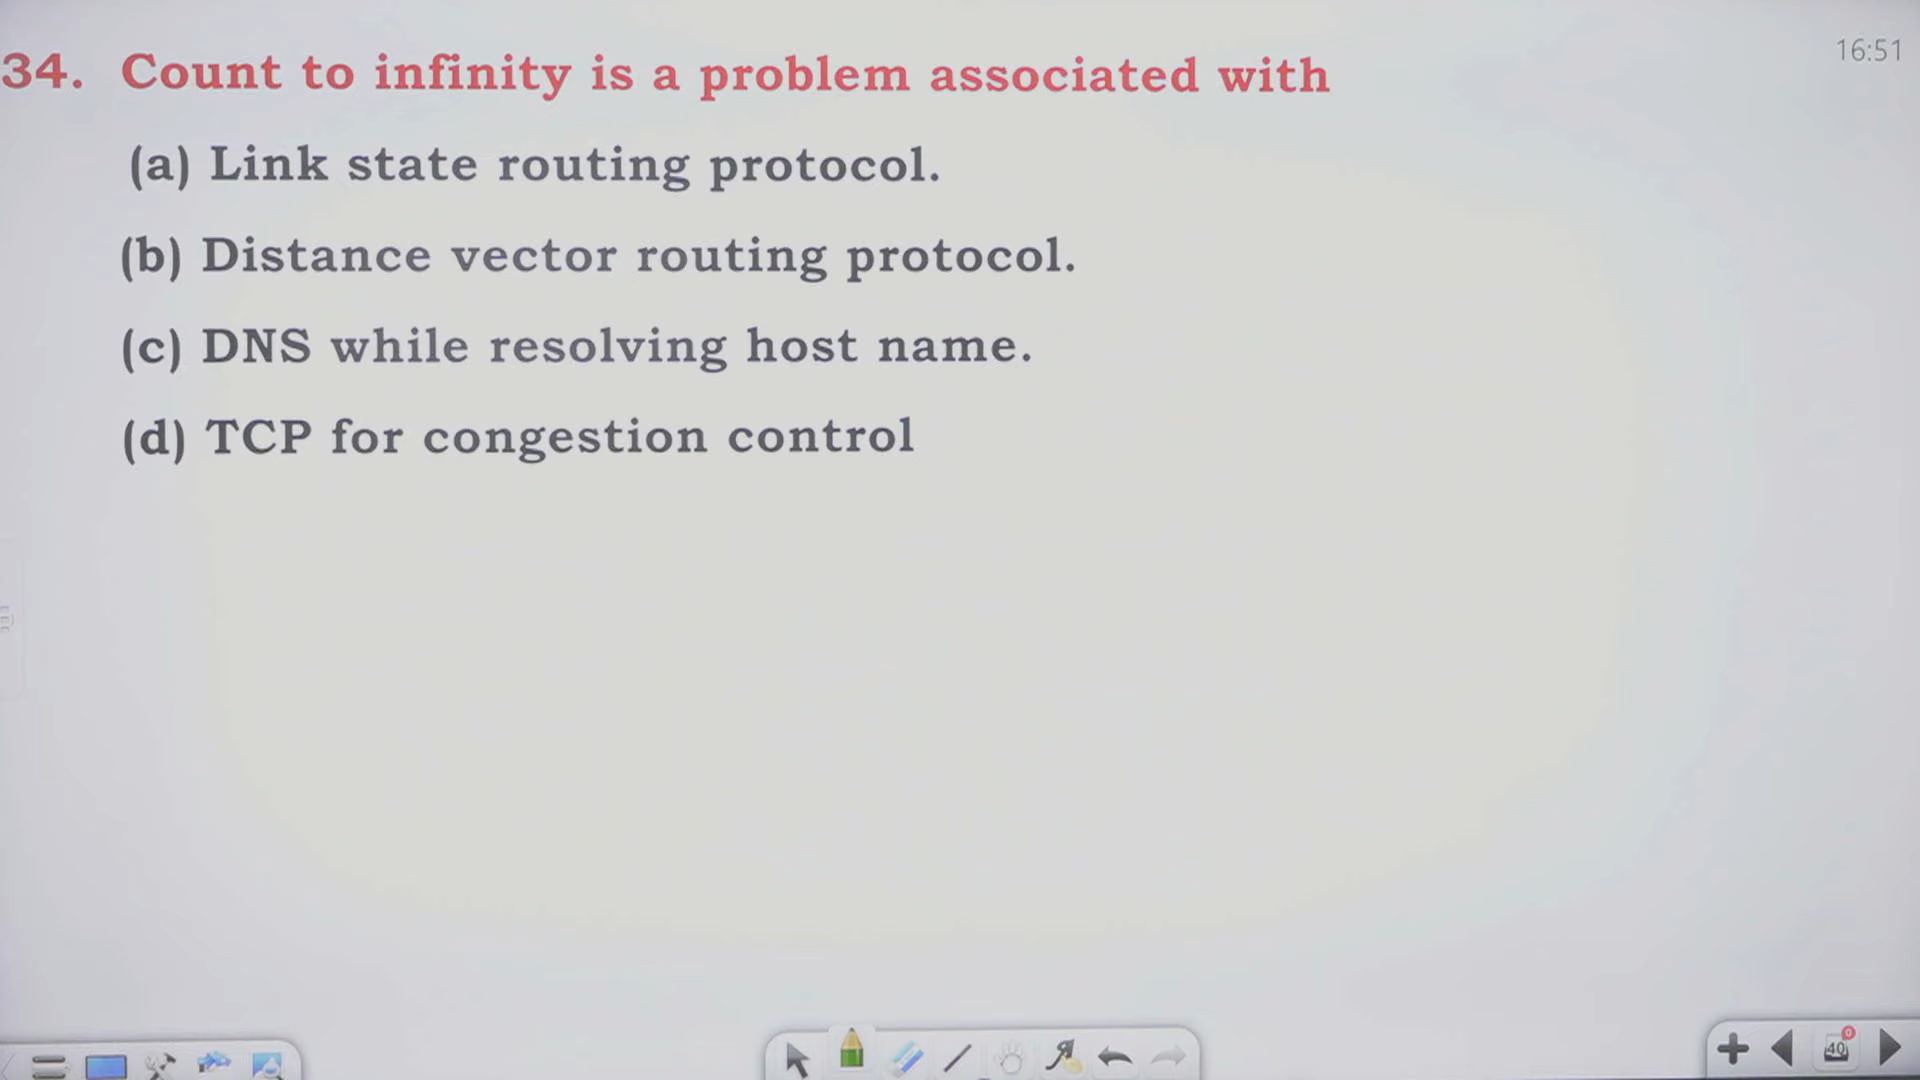 16:51
34. Count to infinity is a problem associated with
(a) Link state routing protocol.
(b) Distance vector routing protocol.
(c) DNS while resolving host name.
(d) TCP for congestion control
40
0